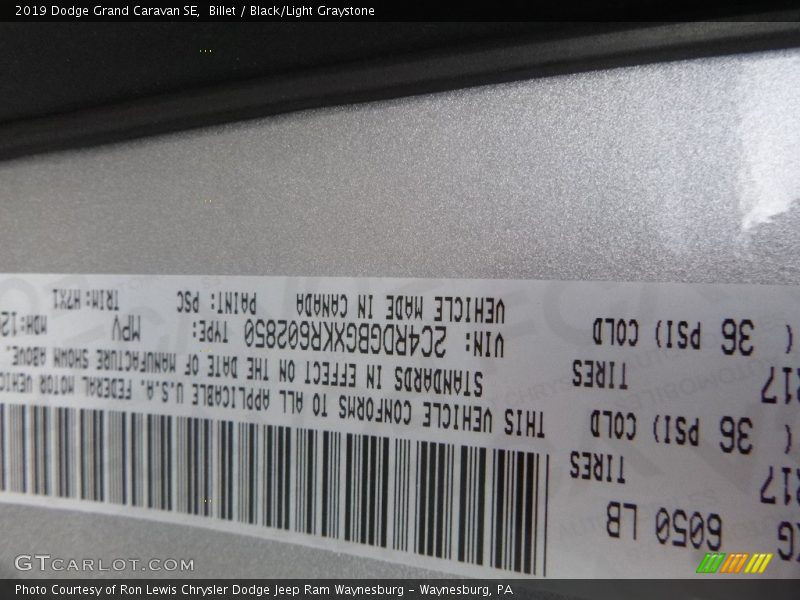 2019 Dodge Grand Caravan SE,  Billet / Black/Light Graystone
6050 LB
TIRES
R17
( 36 PSI) COLD
TIRES
R17
( 36 PSI) COLD
THIS VEHICLE CONFORMS TO ALL APPLICABLE U.S.A. FEDERAL MOTOR
STANDARDS IN EFFECT ON THE DATE OF MANUFACTURE SHOWN ABOVE.
VIN: 2C4RDGBGXKR602850 TYPE: MPV MDH:
VEHICLE MADE IN CANADA PAINT: PSC TRIM: H7X1
GTCARLOT.COM
Photo Courtesy of Ron Lewis Chrysler Dodge Jeep Ram Waynesburg – Waynesburg, PA